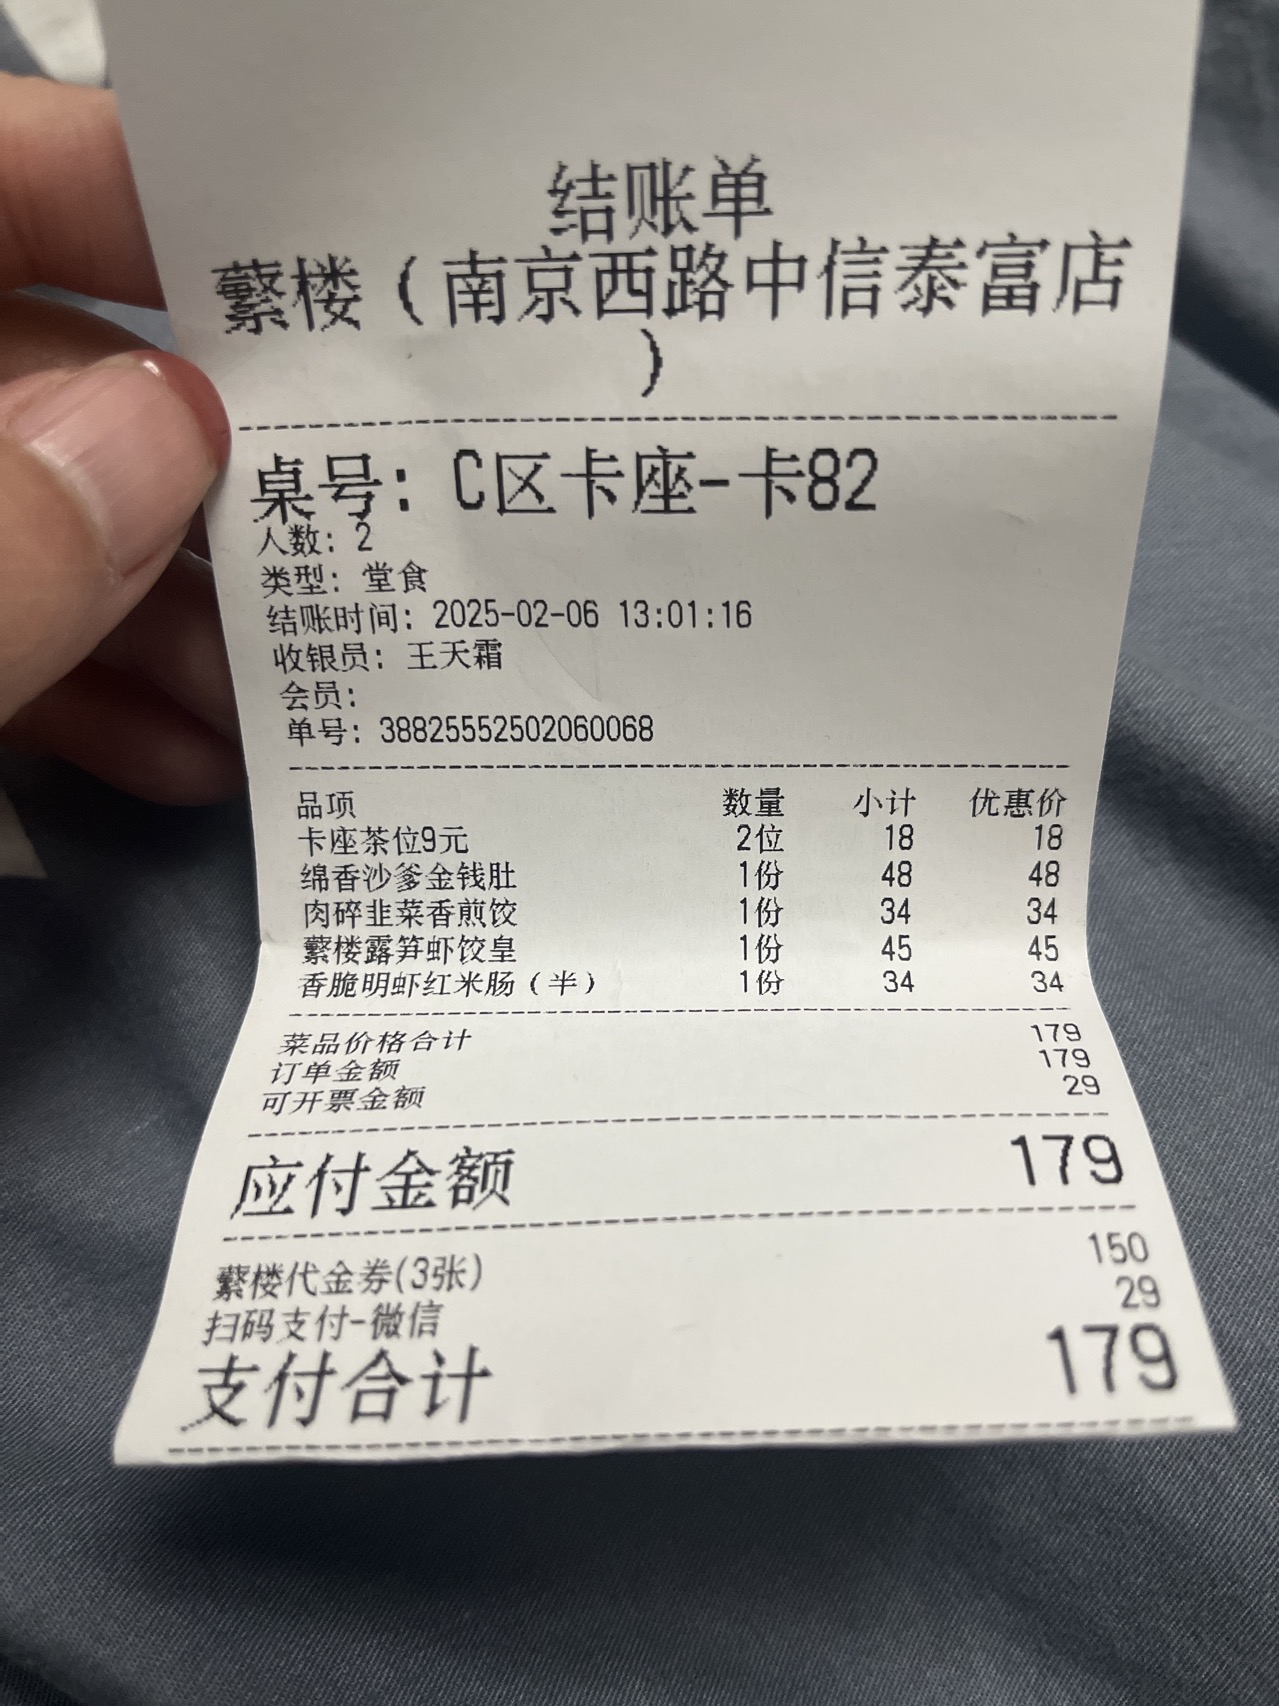 结账单
蘩楼（南京西路中信泰富店
）
桌号：C区卡座-卡82
人数：2
类型：堂食
结账时间：2025-02-06 13:01:16
收银员：王天霜
会员：
单号：38825552502060068
品项 数量 小计 优惠价
卡座茶位9元 2位 18 18
绵香沙爹金钱肚 1份 48 48
肉碎韭菜香煎饺 1份 34 34
蘩楼露笋虾饺皇 1份 45 45
香脆明虾红米肠（半） 1份 34 34
菜品价格合计 179
订单金额 179
可开票金额 29
应付金额 179
蘩楼代金券(3张) 150
扫码支付-微信 29
支付合计 179